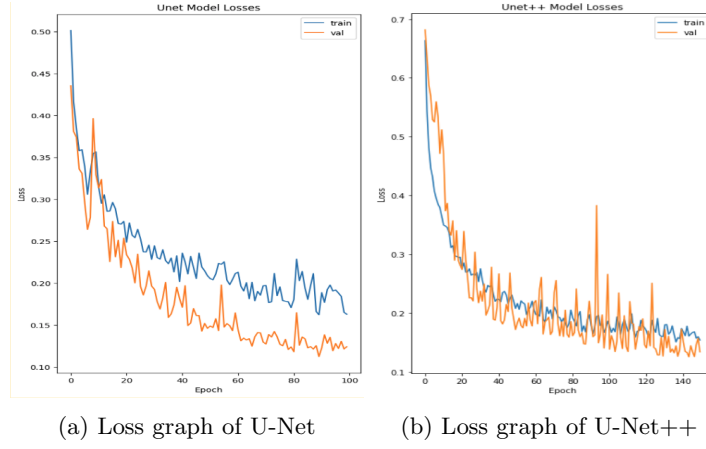 Unet Model Losses
train
val
0.50
0.45
0.40
0.35
0.30
0.25
0.20
0.15
0.10
Loss
0 20 40 60 80 100
Epoch
(a) Loss graph of U-Net
Unet++ Model Losses
train
val
0.7
0.6
0.5
0.4
0.3
0.2
0.1
Loss
0 20 40 60 80 100 120 140
Epoch
(b) Loss graph of U-Net++